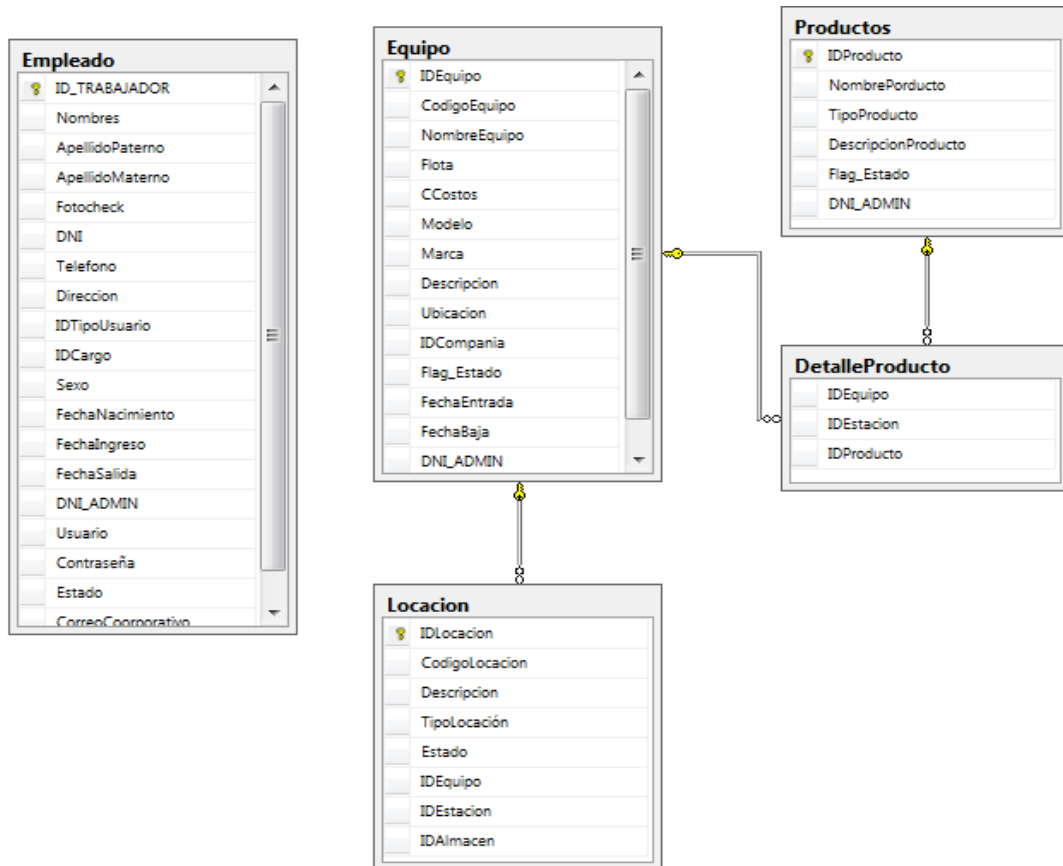 Empleado
ID_TRABAJADOR
Nombres
ApellidoPaterno
ApellidoMaterno
Fotocheck
DNI
Telefono
Direccion
IDTipoUsuario
IDCargo
Sexo
FechaNacimiento
FechaIngreso
FechaSalida
DNI_ADMIN
Usuario
Contraseña
Estado
CorreoCoorporativo
Equipo
IDEquipo
CodigoEquipo
NombreEquipo
Flota
CCostos
Modelo
Marca
Descripcion
Ubicacion
IDCompania
Flag_Estado
FechaEntrada
FechaBaja
DNI_ADMIN
Productos
IDProducto
NombrePorducto
TipoProducto
DescripcionProducto
Flag_Estado
DNI_ADMIN
DetalleProducto
IDEquipo
IDEstacion
IDProducto
Locacion
IDLocacion
CodigoLocacion
Descripcion
TipoLocación
Estado
IDEquipo
IDEstacion
IDAlmacen